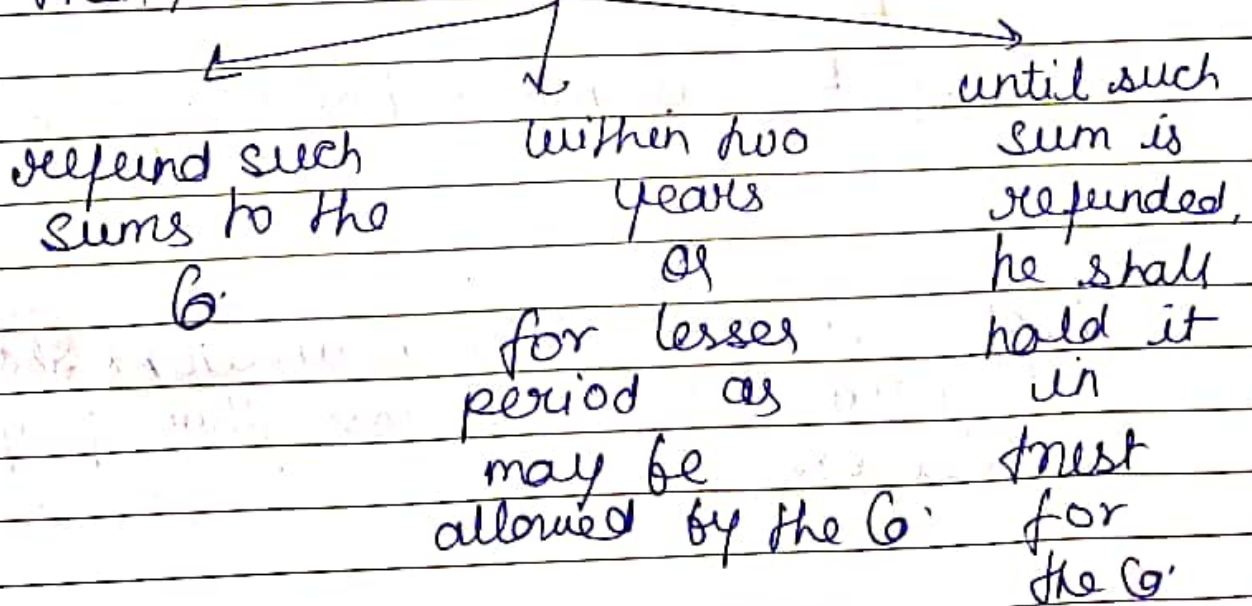 refund such
sums to the
Co.
within two
years
or
for lesser
period as
may be
allowed by the Co.
until such
sum is
refunded,
he shall
hold it
in
trust
for
the Co.